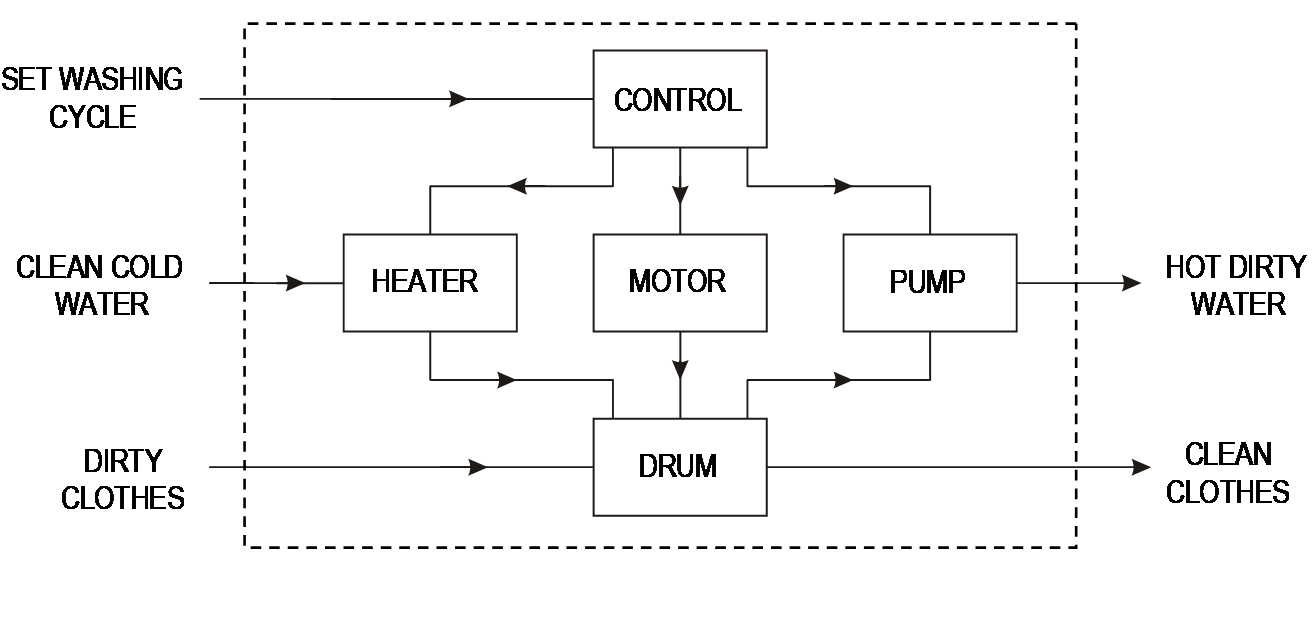 SET WASHING
CYCLE
CONTROL
CLEAN COLD
WATER
HEATER
MOTOR
PUMP
HOT DIRTY
WATER
DIRTY
CLOTHES
DRUM
CLEAN
CLOTHES